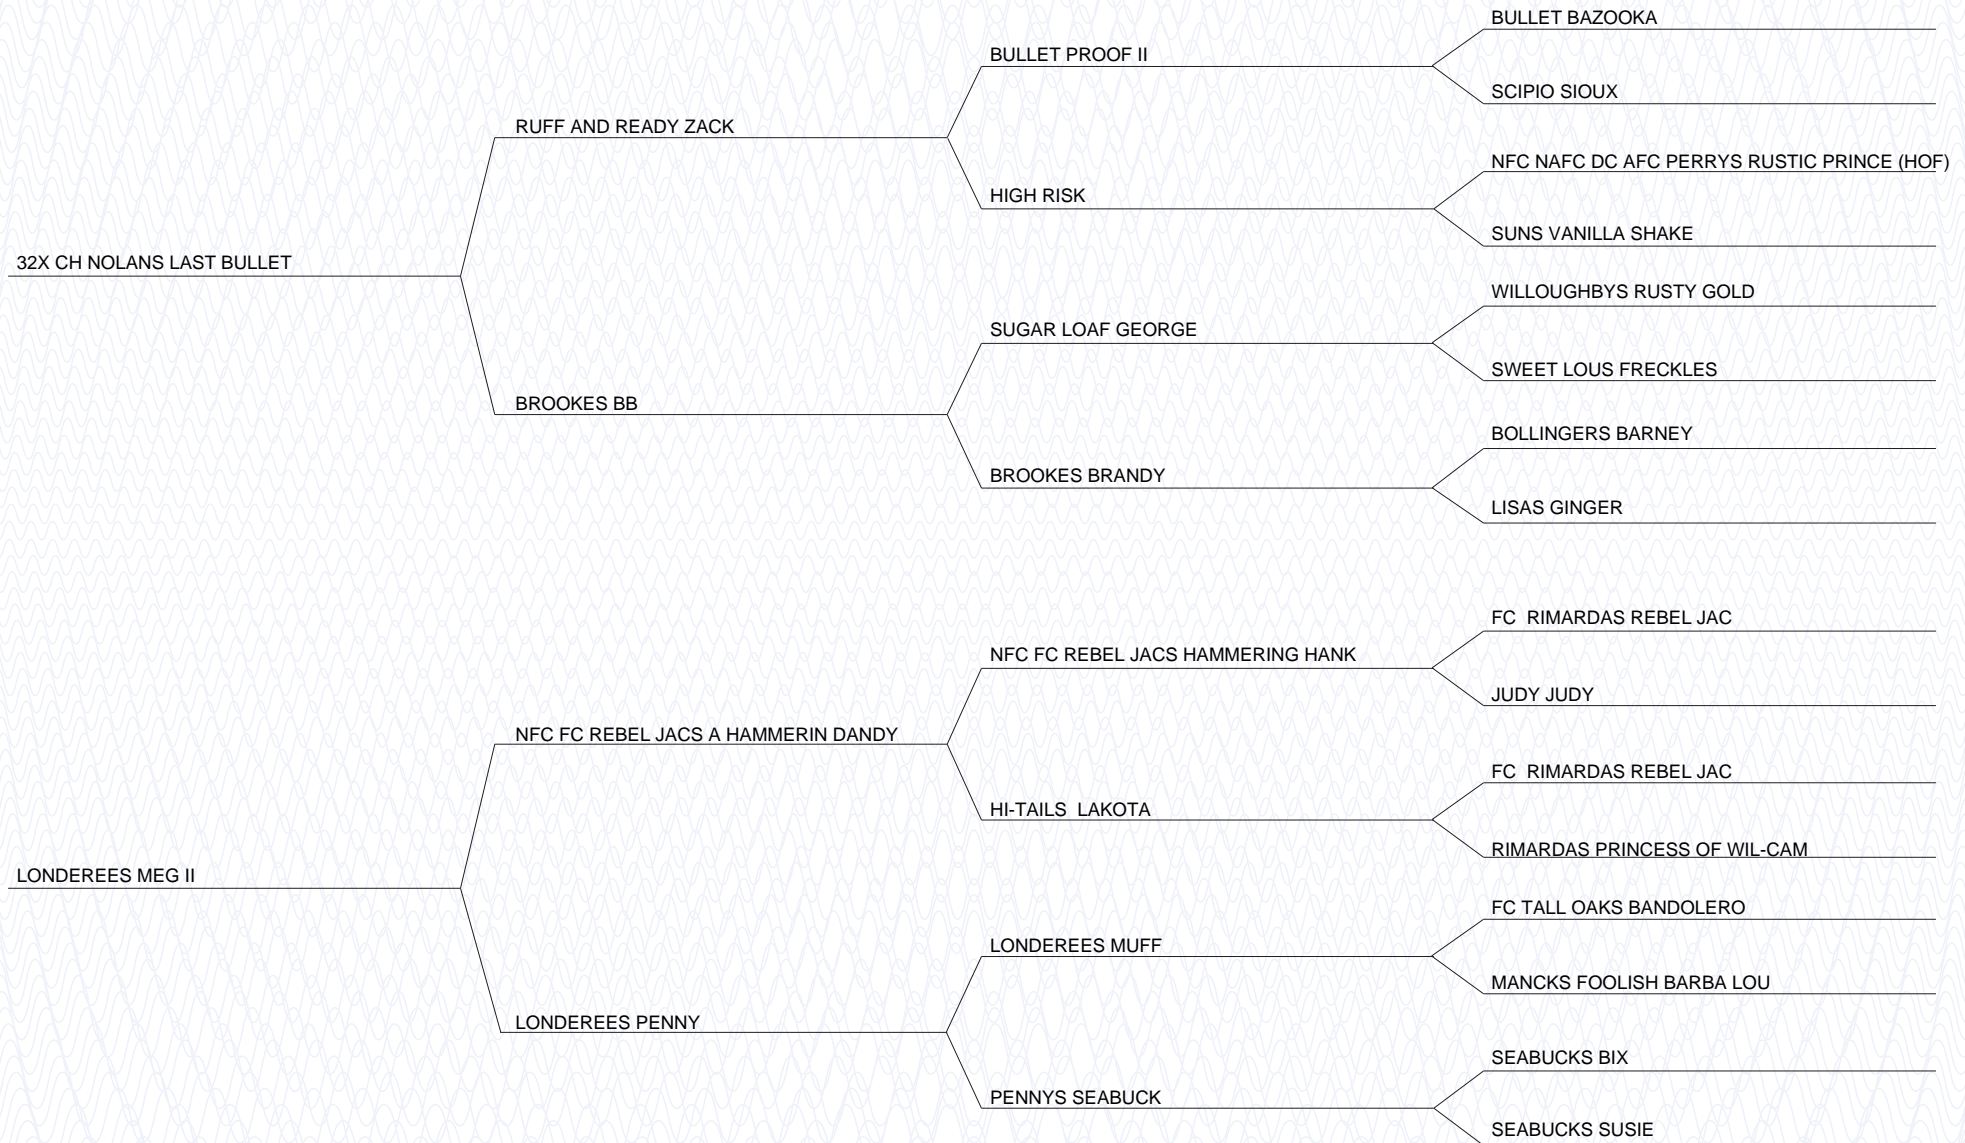 BULLET BAZOOKA
BULLET PROOF II
SCIPIO SIOUX
RUFF AND READY ZACK
NFC NAFC DC AFC PERRYS RUSTIC PRINCE (HOF)
HIGH RISK
SUNS VANILLA SHAKE
32X CH NOLANS LAST BULLET
WILLOUGHBYS RUSTY GOLD
SUGAR LOAF GEORGE
SWEET LOUS FRECKLES
BROOKES BB
BOLLINGERS BARNEY
BROOKES BRANDY
LISAS GINGER
FC  RIMARDAS REBEL JAC
NFC FC REBEL JACS HAMMERING HANK
JUDY JUDY
NFC FC REBEL JACS A HAMMERIN DANDY
FC  RIMARDAS REBEL JAC
HI-TAILS  LAKOTA
RIMARDAS PRINCESS OF WIL-CAM
LONDEREES MEG II
FC TALL OAKS BANDOLERO
LONDEREES MUFF
MANCKS FOOLISH BARBA LOU
LONDEREES PENNY
SEABUCKS BIX
PENNYS SEABUCK
SEABUCKS SUSIE